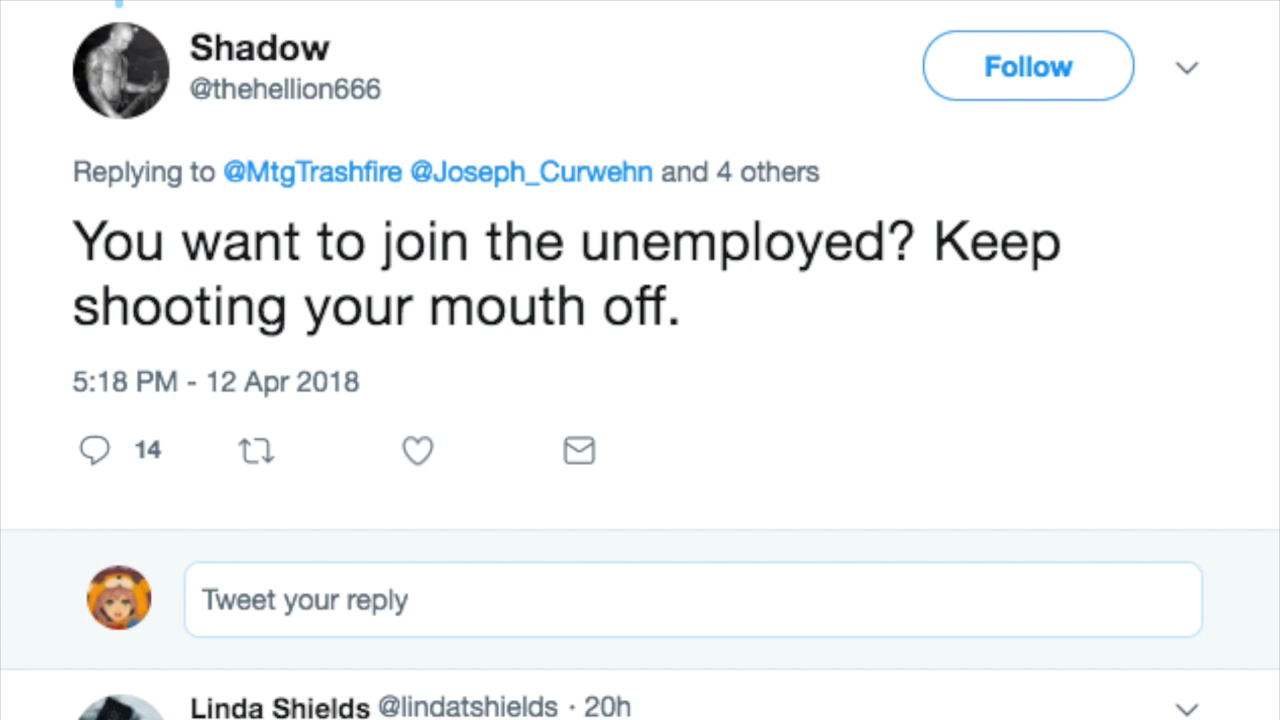 Shadow
@thehellion666
Follow
Replying to @MtgTrashfire @Joseph_Curwehn and 4 others
You want to join the unemployed? Keep
shooting your mouth off.
5:18 PM - 12 Apr 2018
14
Tweet your reply
Linda Shields @lindatshields · 20h